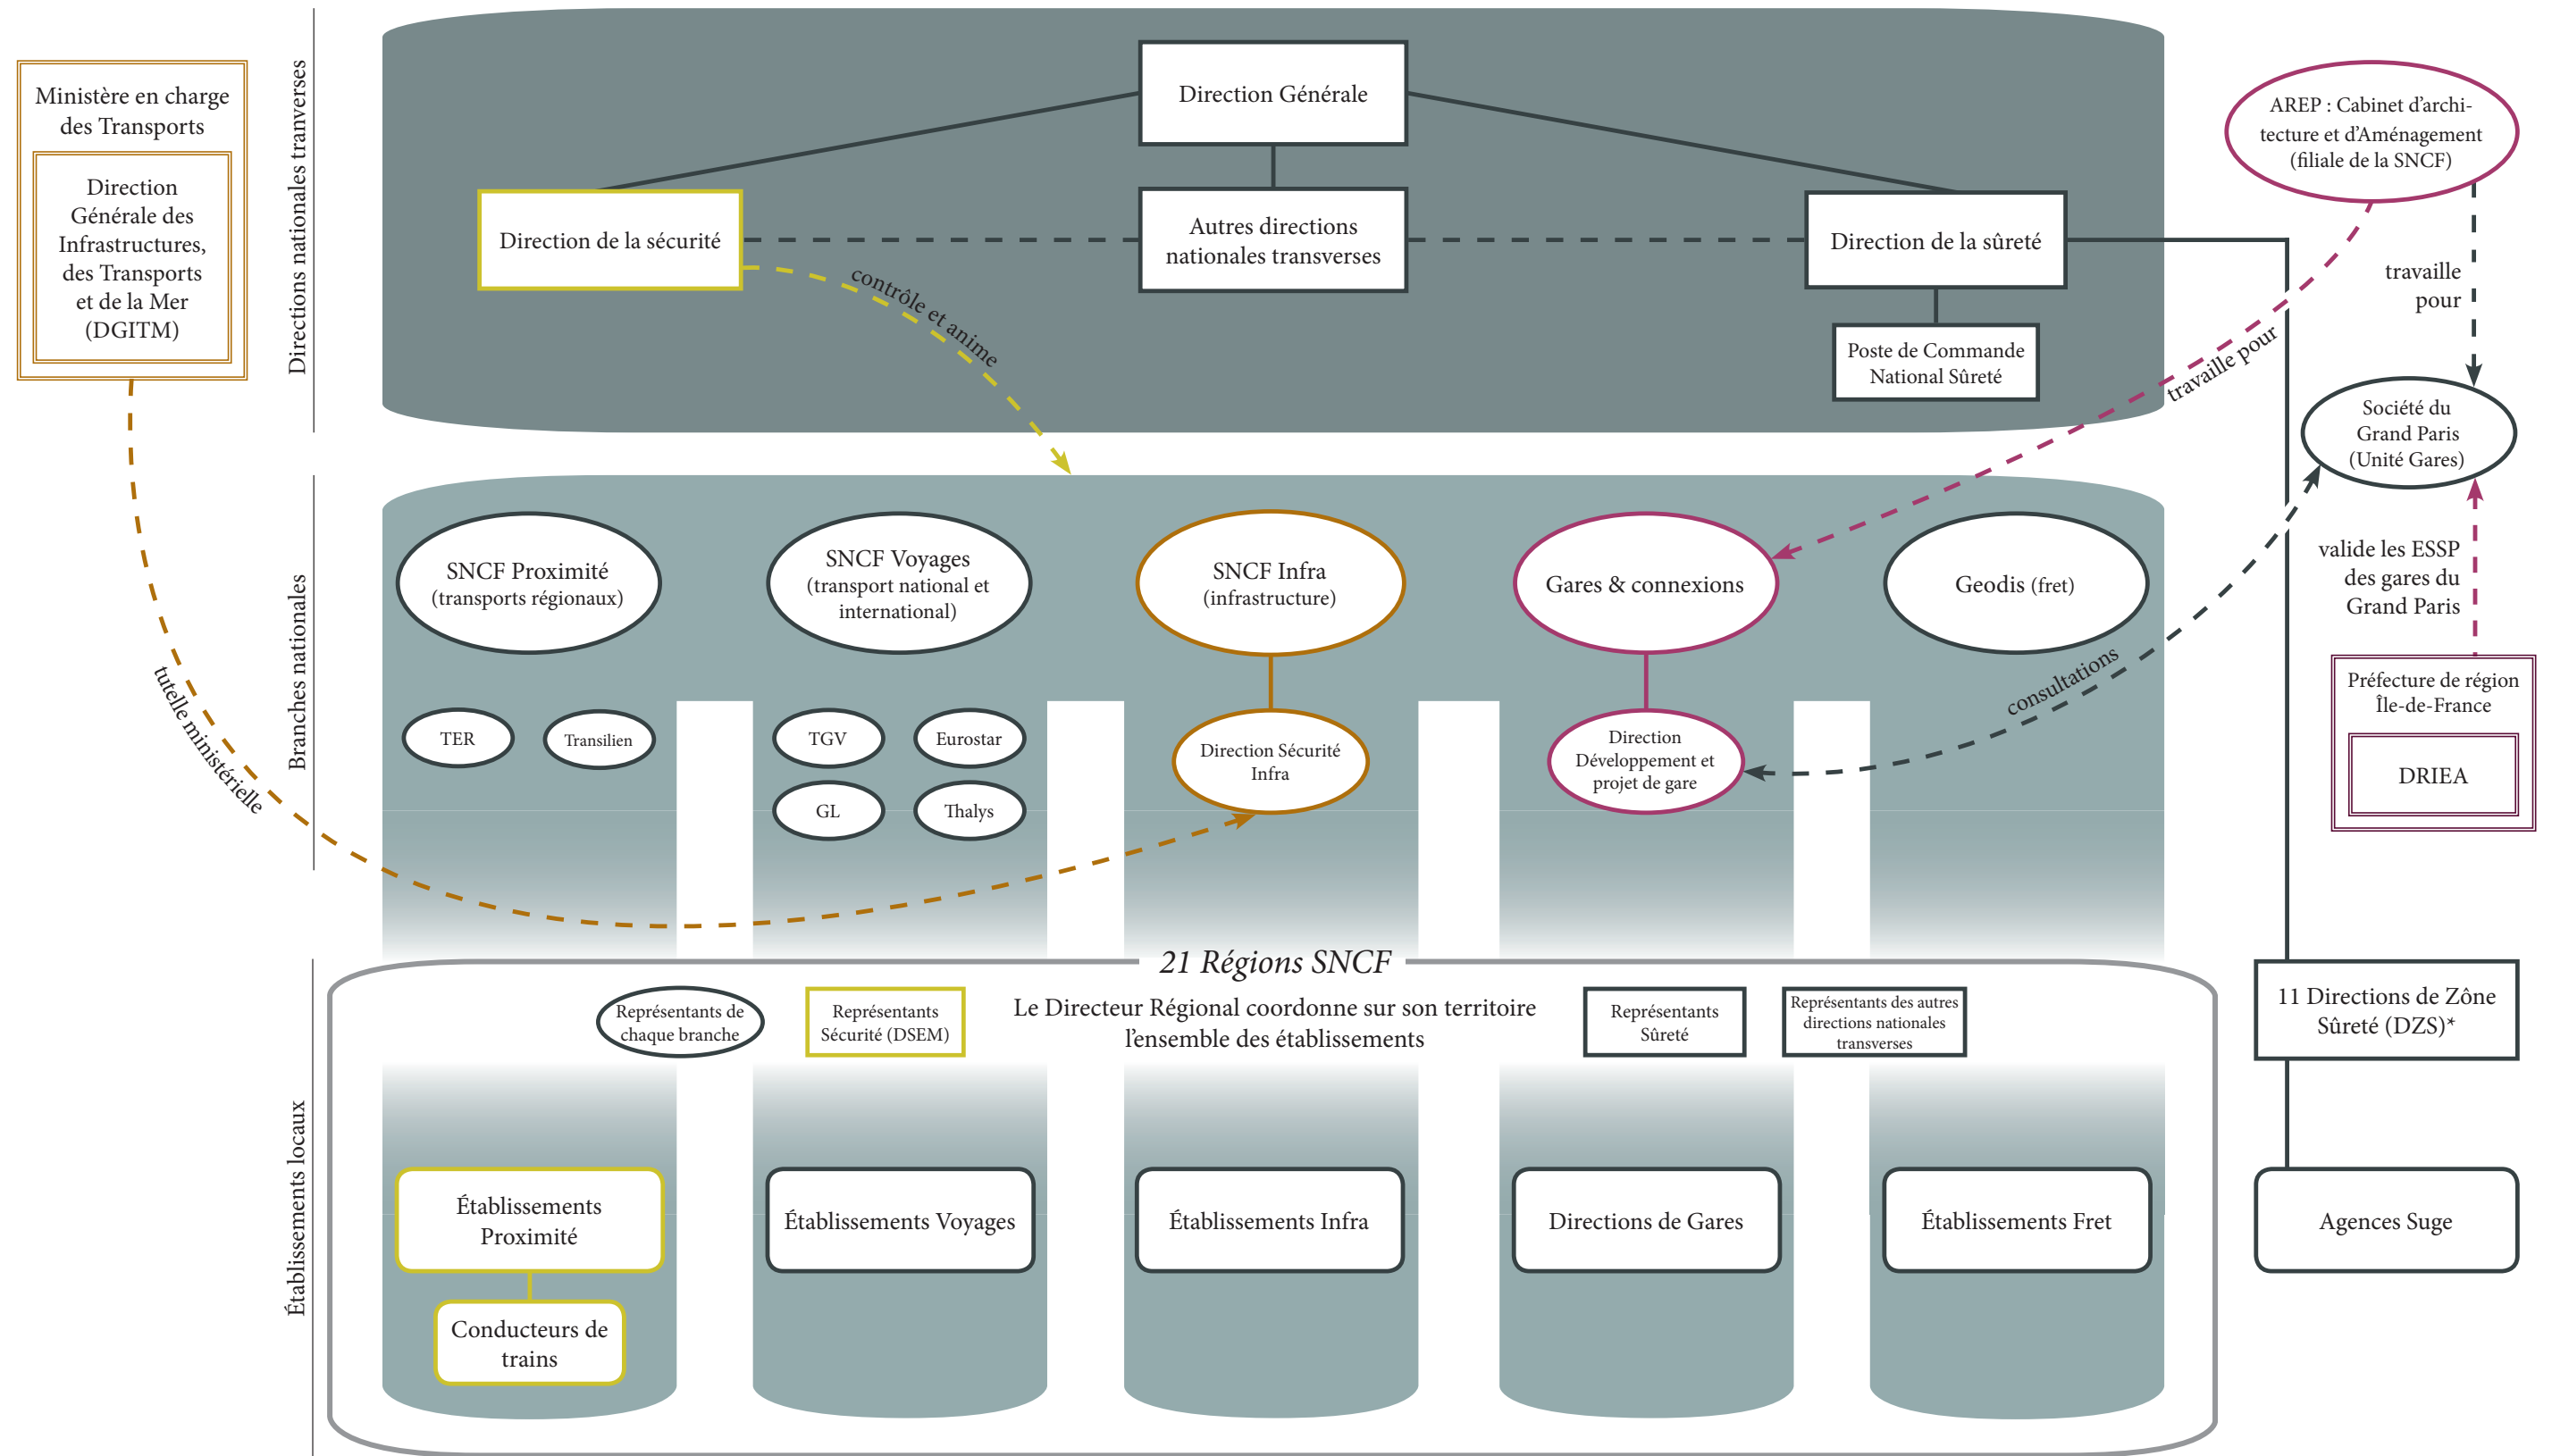 Ministère en charge
des Transports
Direction
Générale des
Infrastructures,
des Transports
et de la Mer
(DGITM)
Directions nationales tranverses
Direction Générale
Direction de la sécurité
Autres directions
nationales transverses
Direction de la sûreté
Poste de Commande
National Sûreté
contrôle et anime
AREP : Cabinet d'archi-
tecture et d'Aménagement
(filiale de la SNCF)
travaille
pour
travaille pour
Société du
Grand Paris
(Unité Gares)
valide les ESSP
des gares du
Grand Paris
Préfecture de région
Île-de-France
DRIEA
tutelle ministérielle
Branches nationales
SNCF Proximité
(transports régionaux)
SNCF Voyages
(transport national et
international)
SNCF Infra
(infrastructure)
Gares & connexions
Geodis (fret)
consultations
TER
Transilien
TGV
Eurostar
GL
Thalys
Direction Sécurité
Infra
Direction
Développement et
projet de gare
21 Régions SNCF
Représentants de
chaque branche
Représentants
Sécurité (DSEM)
Le Directeur Régional coordonne sur son territoire
l'ensemble des établissements
Représentants
Sûreté
Représentants des autres
directions nationales
transverses
11 Directions de Zône
Sûreté (DZS)*
Établissements locaux
Établissements
Proximité
Établissements Voyages
Établissements Infra
Directions de Gares
Établissements Fret
Agences Suge
Conducteurs de
trains